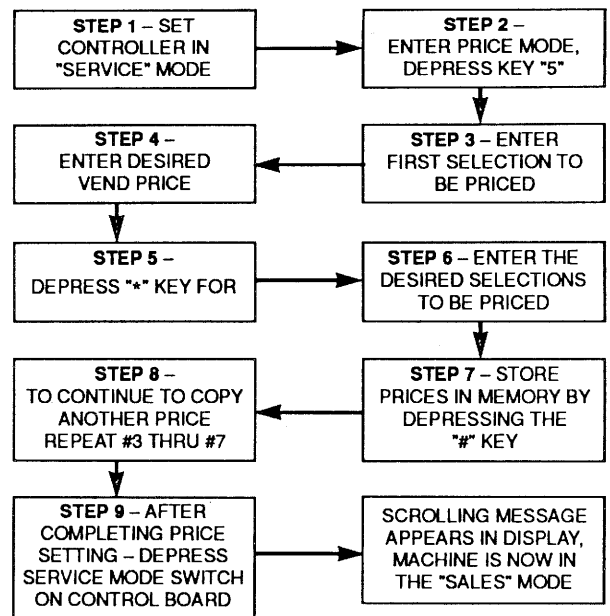 STEP 1 – SET
CONTROLLER IN
"SERVICE" MODE
STEP 2 –
ENTER PRICE MODE,
DEPRESS KEY "5"
STEP 3 – ENTER
FIRST SELECTION TO
BE PRICED
STEP 4 –
ENTER DESIRED
VEND PRICE
STEP 5 –
DEPRESS "*" KEY FOR
STEP 6 – ENTER THE
DESIRED SELECTIONS
TO BE PRICED
STEP 7 – STORE
PRICES IN MEMORY BY
DEPRESSING THE
"#" KEY
STEP 8 –
TO CONTINUE TO COPY
ANOTHER PRICE
REPEAT #3 THRU #7
STEP 9 – AFTER
COMPLETING PRICE
SETTING – DEPRESS
SERVICE MODE SWITCH
ON CONTROL BOARD
SCROLLING MESSAGE
APPEARS IN DISPLAY,
MACHINE IS NOW IN
THE "SALES" MODE